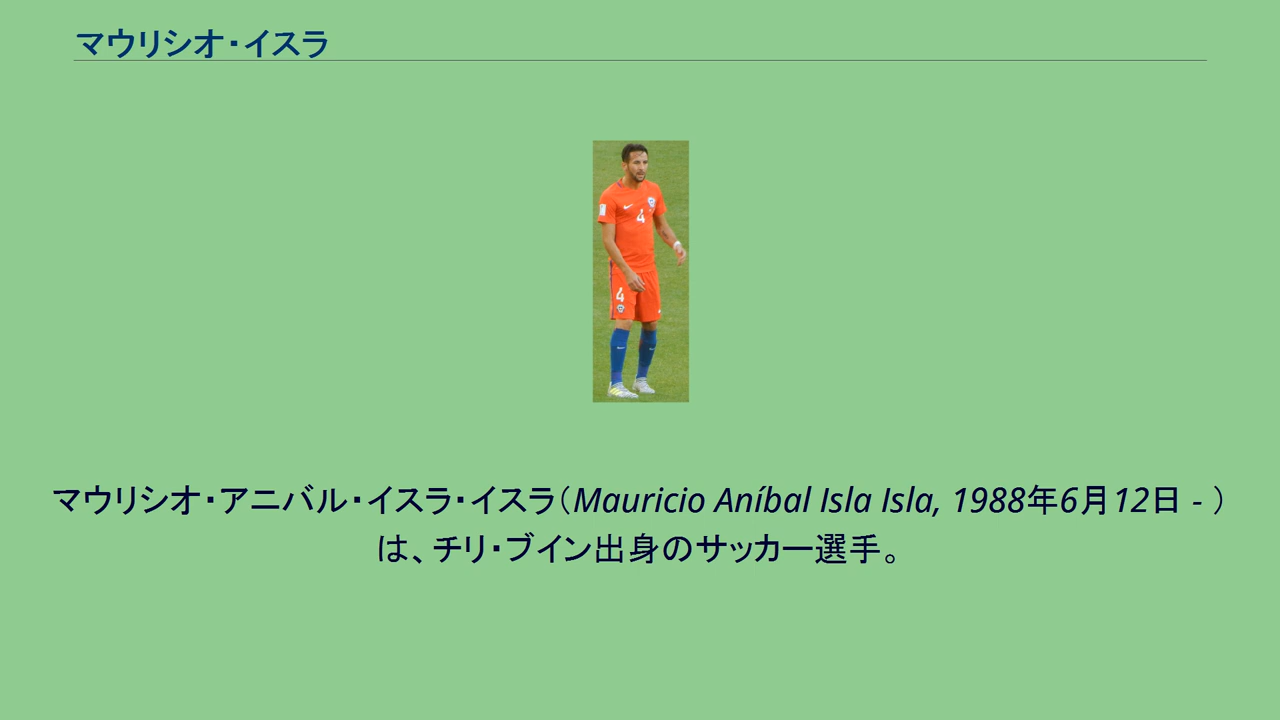 マウリシオ・イスラ
4
4
マウリシオ・アニバル・イスラ・イスラ（Mauricio Aníbal Isla Isla, 1988年6月12日 - ）
は、チリ・ブイン出身のサッカー選手。